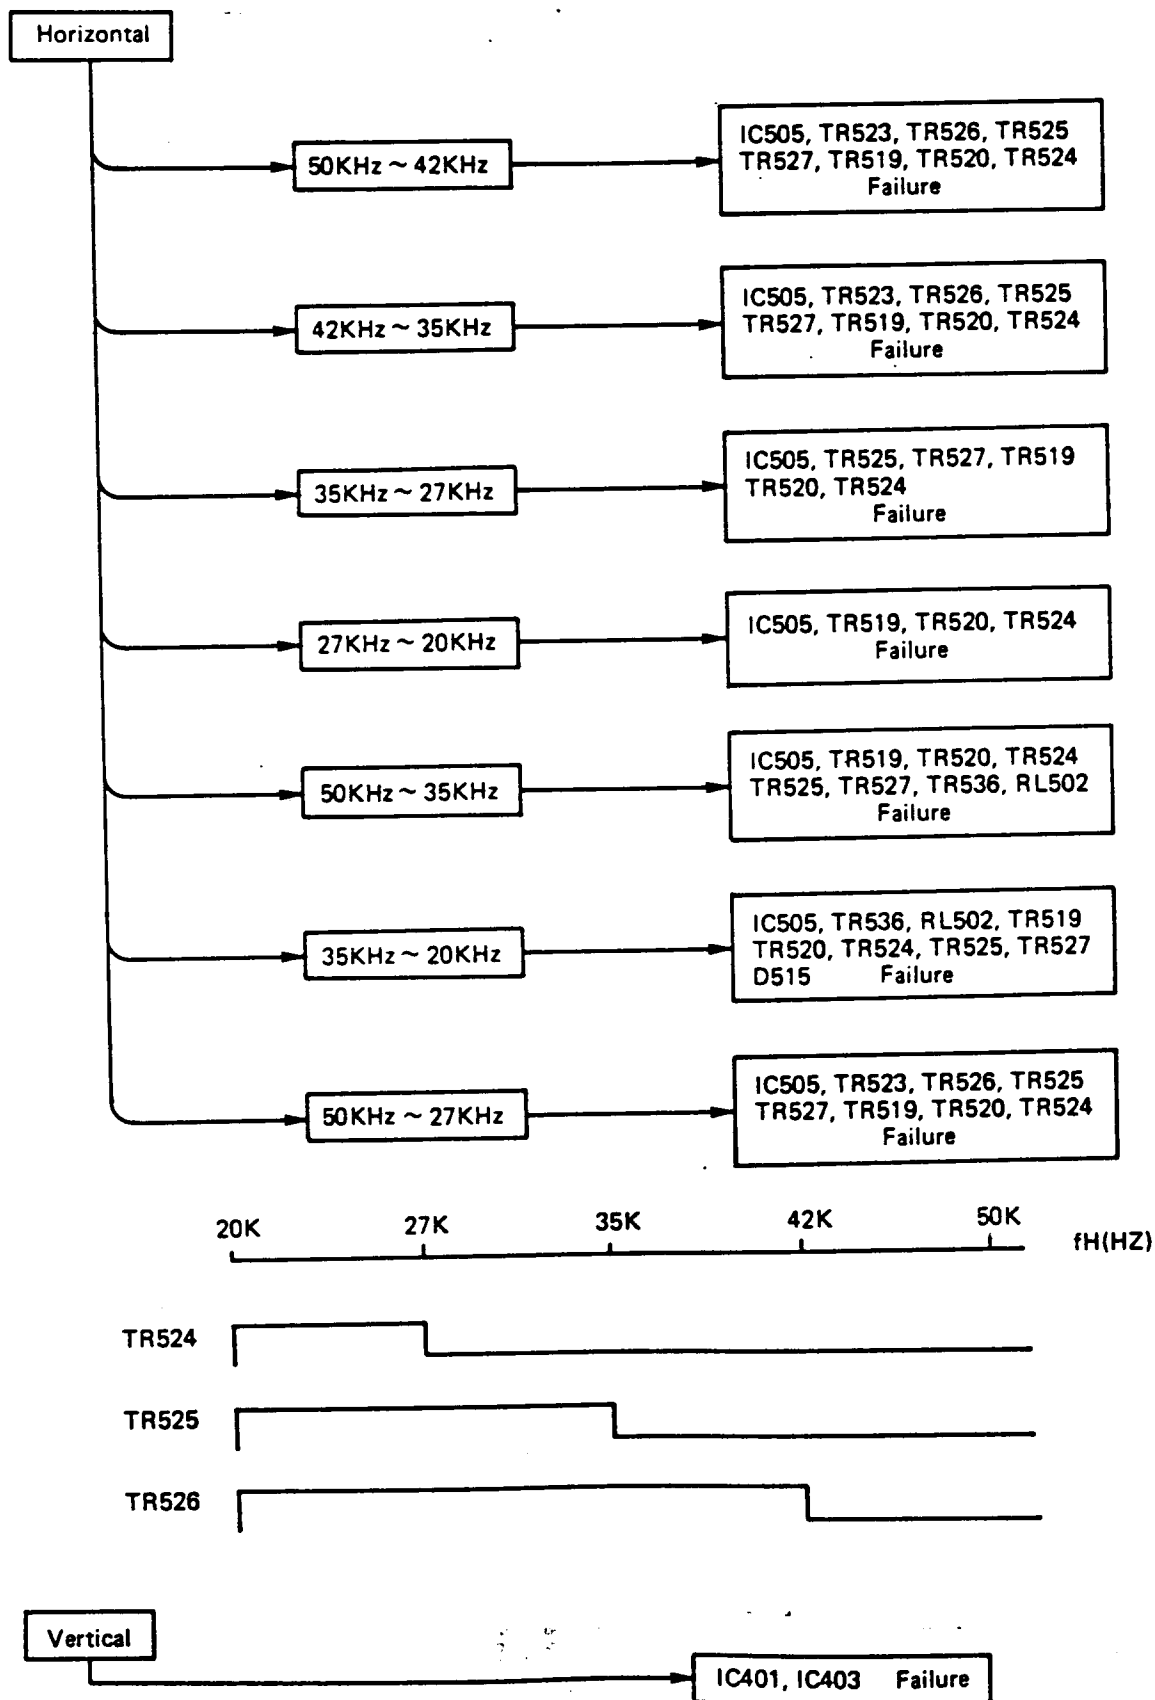 Horizontal
50KHz ~ 42KHz
IC505, TR523, TR526, TR525
TR527, TR519, TR520, TR524
Failure
42KHz ~ 35KHz
IC505, TR523, TR526, TR525
TR527, TR519, TR520, TR524
Failure
35KHz ~ 27KHz
IC505, TR525, TR527, TR519
TR520, TR524
Failure
27KHz ~ 20KHz
IC505, TR519, TR520, TR524
Failure
50KHz ~ 35KHz
IC505, TR519, TR520, TR524
TR525, TR527, TR536, RL502
Failure
35KHz ~ 20KHz
IC505, TR536, RL502, TR519
TR520, TR524, TR525, TR527
D515 Failure
50KHz ~ 27KHz
IC505, TR523, TR526, TR525
TR527, TR519, TR520, TR524
Failure
20K 27K 35K 42K 50K
fH(HZ)
TR524
TR525
TR526
Vertical
IC401, IC403 Failure